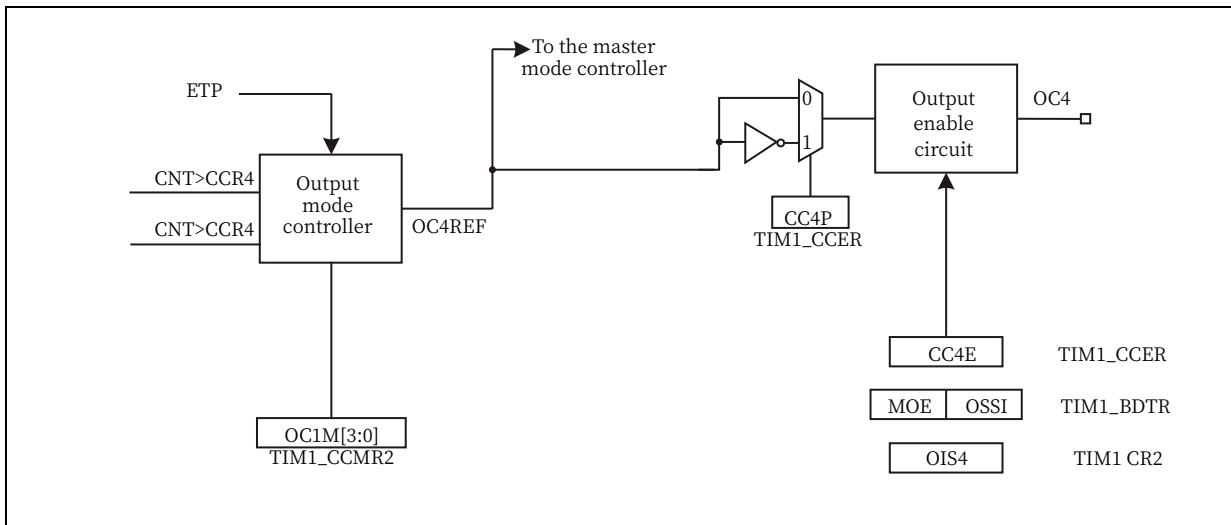 To the master
mode controller
ETP
0
Output
enable
circuit
OC4
1
CNT>CCR4
Output
mode
controller
CNT>CCR4
OC4REF
CC4P
TIM1_CCER
CC4E
TIM1_CCER
MOE
OSSI
TIM1_BDTR
OC1M[3:0]
TIM1_CCMR2
OIS4
TIM1 CR2